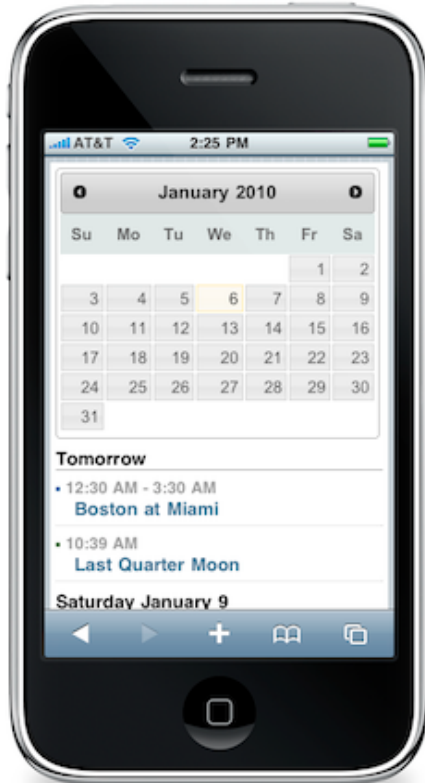 AT&T 2:25 PM
January 2010
Su Mo Tu We Th Fr Sa
1 2
3 4 5 6 7 8 9
10 11 12 13 14 15 16
17 18 19 20 21 22 23
24 25 26 27 28 29 30
31
Tomorrow
12:30 AM - 3:30 AM
Boston at Miami
10:39 AM
Last Quarter Moon
Saturday January 9